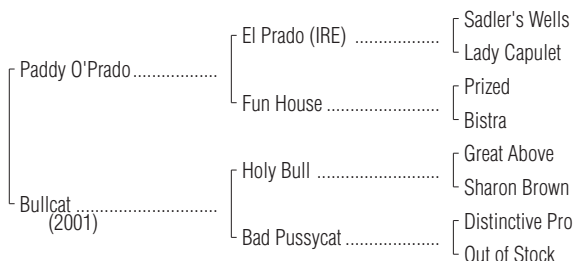 Sadler's Wells
El Prado (IRE) ..................
Lady Capulet
Paddy O'Prado..................
Prized
Fun House ........................
Bistra
Great Above
Holy Bull ..........................
Sharon Brown
Bullcat ..............................
(2001)
Distinctive Pro
Bad Pussycat....................
Out of Stock